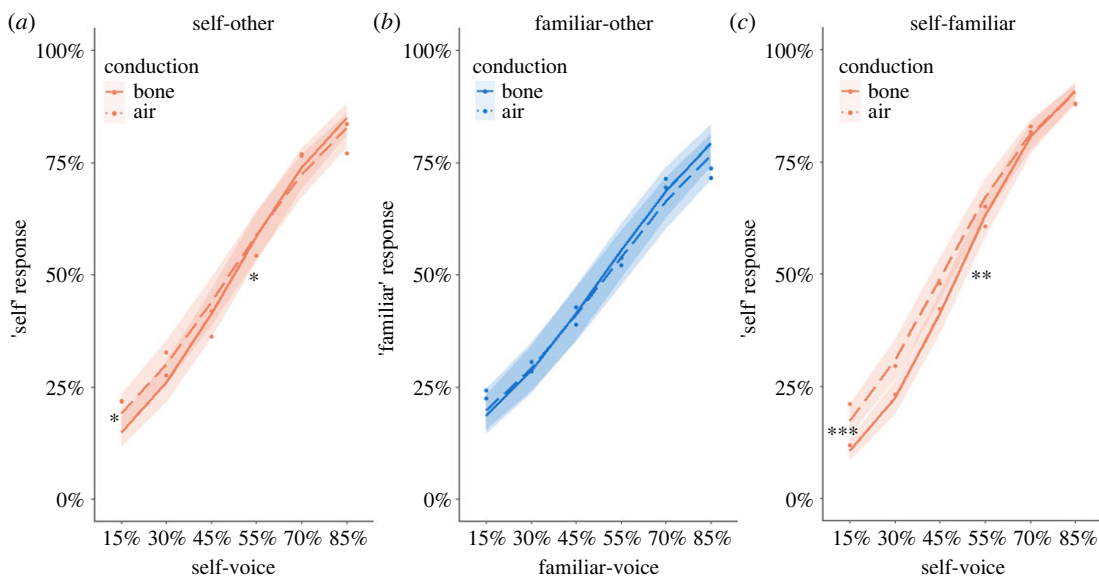 (a)
self-other
100%
75%
50%
25%
0%
'self' response
conduction
bone
air
*
*
15% 30% 45% 55% 70% 85%
self-voice
(b)
familiar-other
100%
75%
50%
25%
0%
'familiar' response
conduction
bone
air
15% 30% 45% 55% 70% 85%
familiar-voice
(c)
self-familiar
100%
75%
50%
25%
0%
'self' response
conduction
bone
air
**
***
15% 30% 45% 55% 70% 85%
self-voice